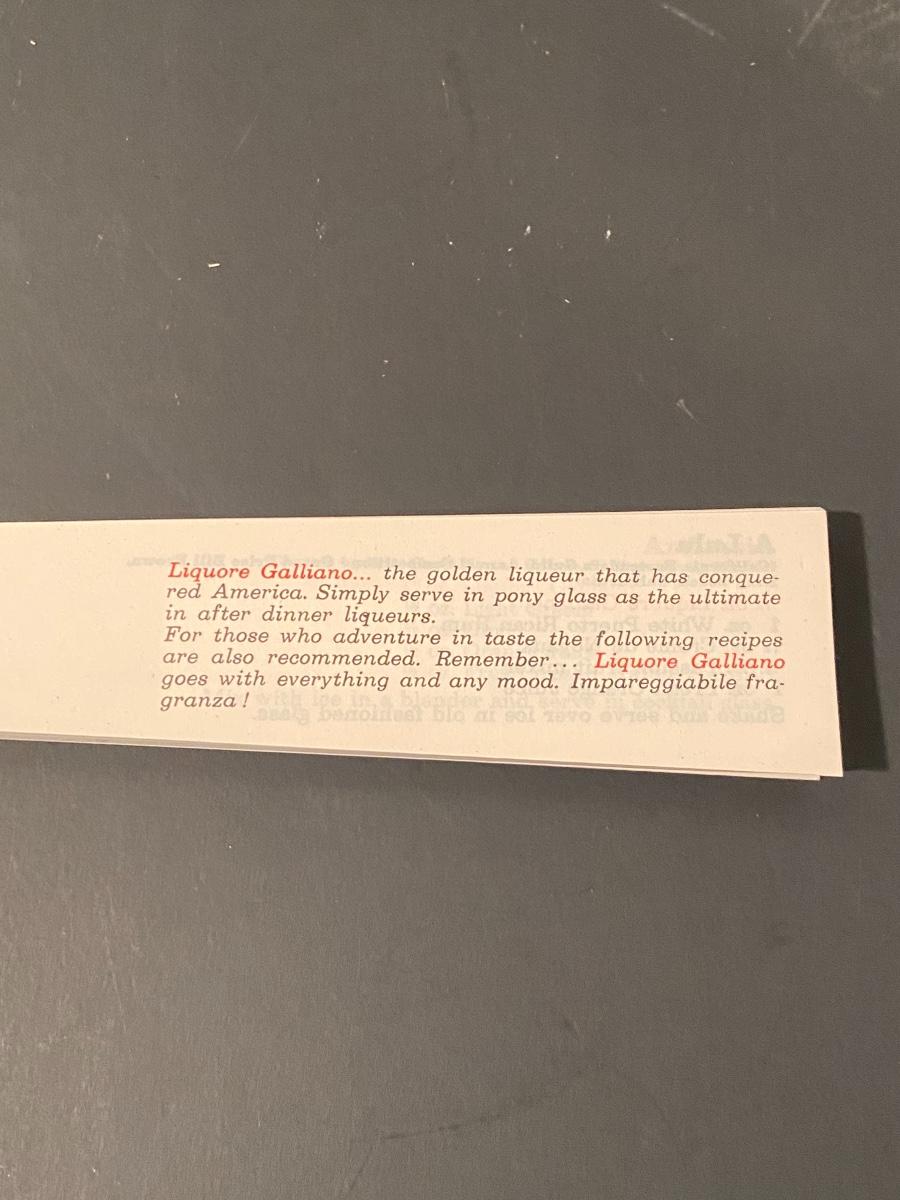 Liquore Galliano... the golden liqueur that has conque-
red America. Simply serve in pony glass as the ultimate
in after dinner liqueurs.
For those who adventure in taste the following recipes
are also recommended. Remember... Liquore Galliano
goes with everything and any mood. Impareggiabile fra-
granza !